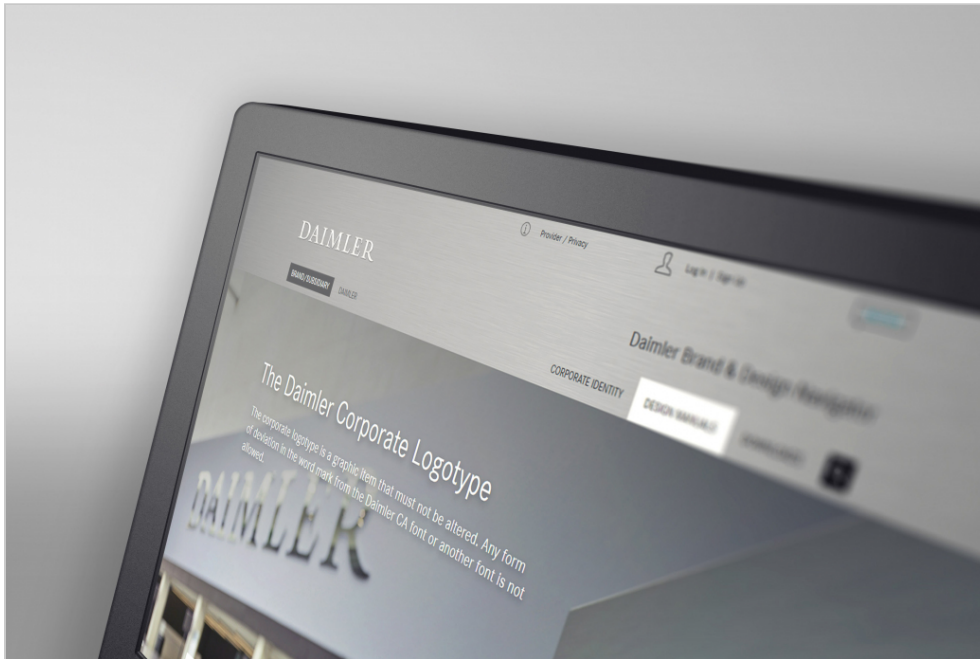 DAIMLER
Provider / Privacy
Log In | Sign Up
BRAND/SUBSIDIARY
DAIMLER
Daimler Brand & Design Navigator
CORPORATE IDENTITY
DESIGN MANUALS
The Daimler Corporate Logotype
The corporate logotype is a graphic item that must not be altered. Any form
of deviation in the word mark from the Daimler CA font or another font is not
allowed.
DAIMLER